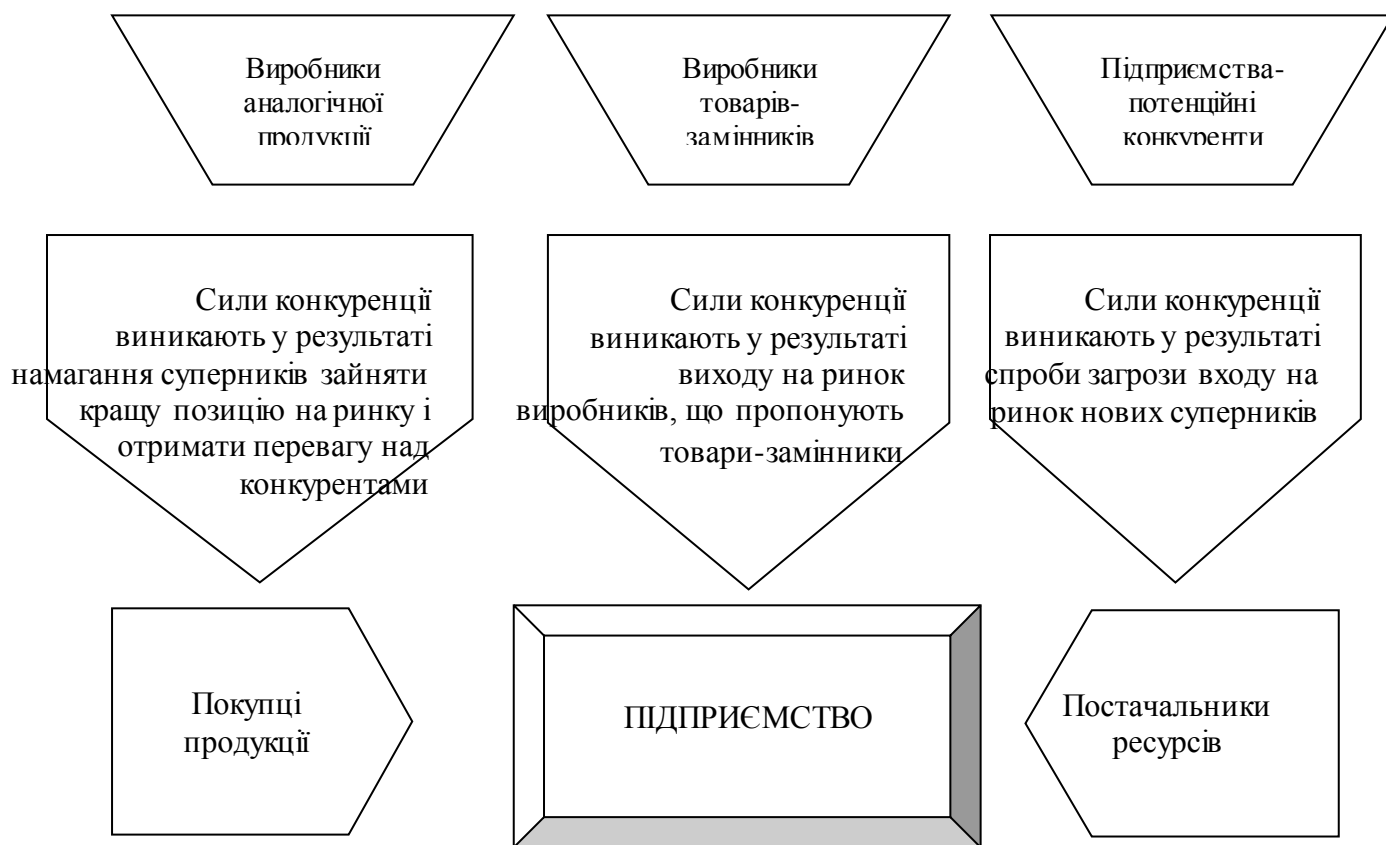 Виробники
аналогічної
продукції
Виробники
товарів-
замінників
Підприємства-
потенційні
конкуренти
Сили конкуренції
виникають у результаті
намагання суперників зайняти
кращу позицію на ринку і
отримати перевагу над
конкурентами
Сили конкуренції
виникають у результаті
виходу на ринок
виробників, що пропонують
товари-замінники
Сили конкуренції
виникають у результаті
спроби загрози входу на
ринок нових суперників
Покупці
продукції
ПІДПРИЄМСТВО
Постачальники
ресурсів